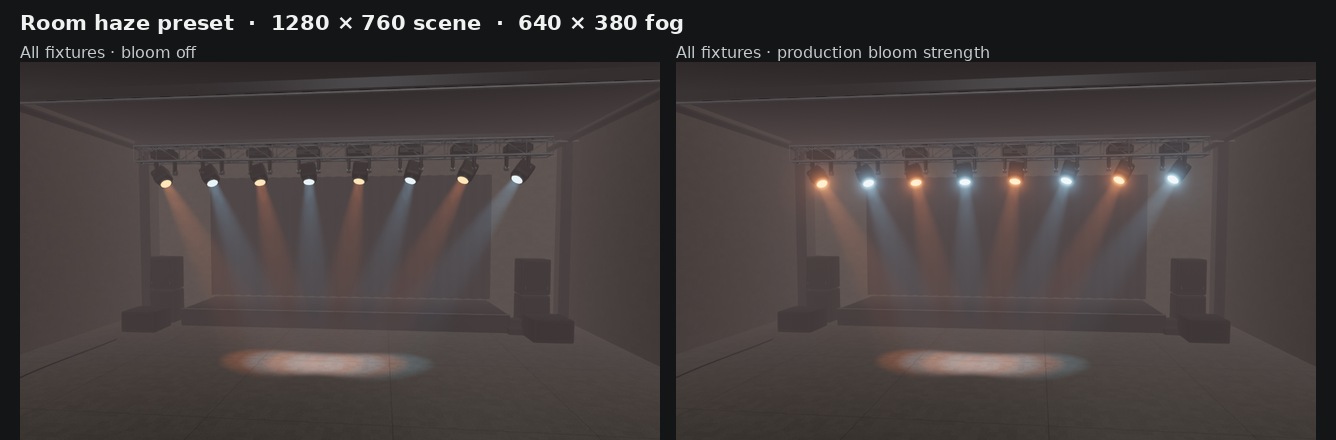 Room haze preset · 1280 × 760 scene · 640 × 380 fog
All fixtures · bloom off
All fixtures · production bloom strength